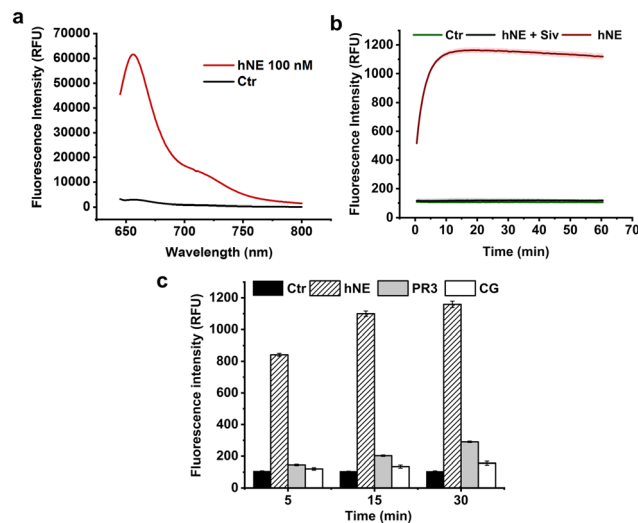 a
Fluorescence Intensity (RFU)
70000
60000
50000
40000
30000
20000
10000
0
hNE 100 nM
Ctr
650
700
750
800
Wavelength (nm)
b
Ctr hNE + Siv hNE
Fluorescence Intensity (RFU)
1200
1000
800
600
400
200
0
0
10
20
30
40
50
60
70
Time (min)
c
Ctr hNE PR3 CG
Fluorescence intensity (RFU)
1200
1000
800
600
400
200
0
5
15
30
Time (min)